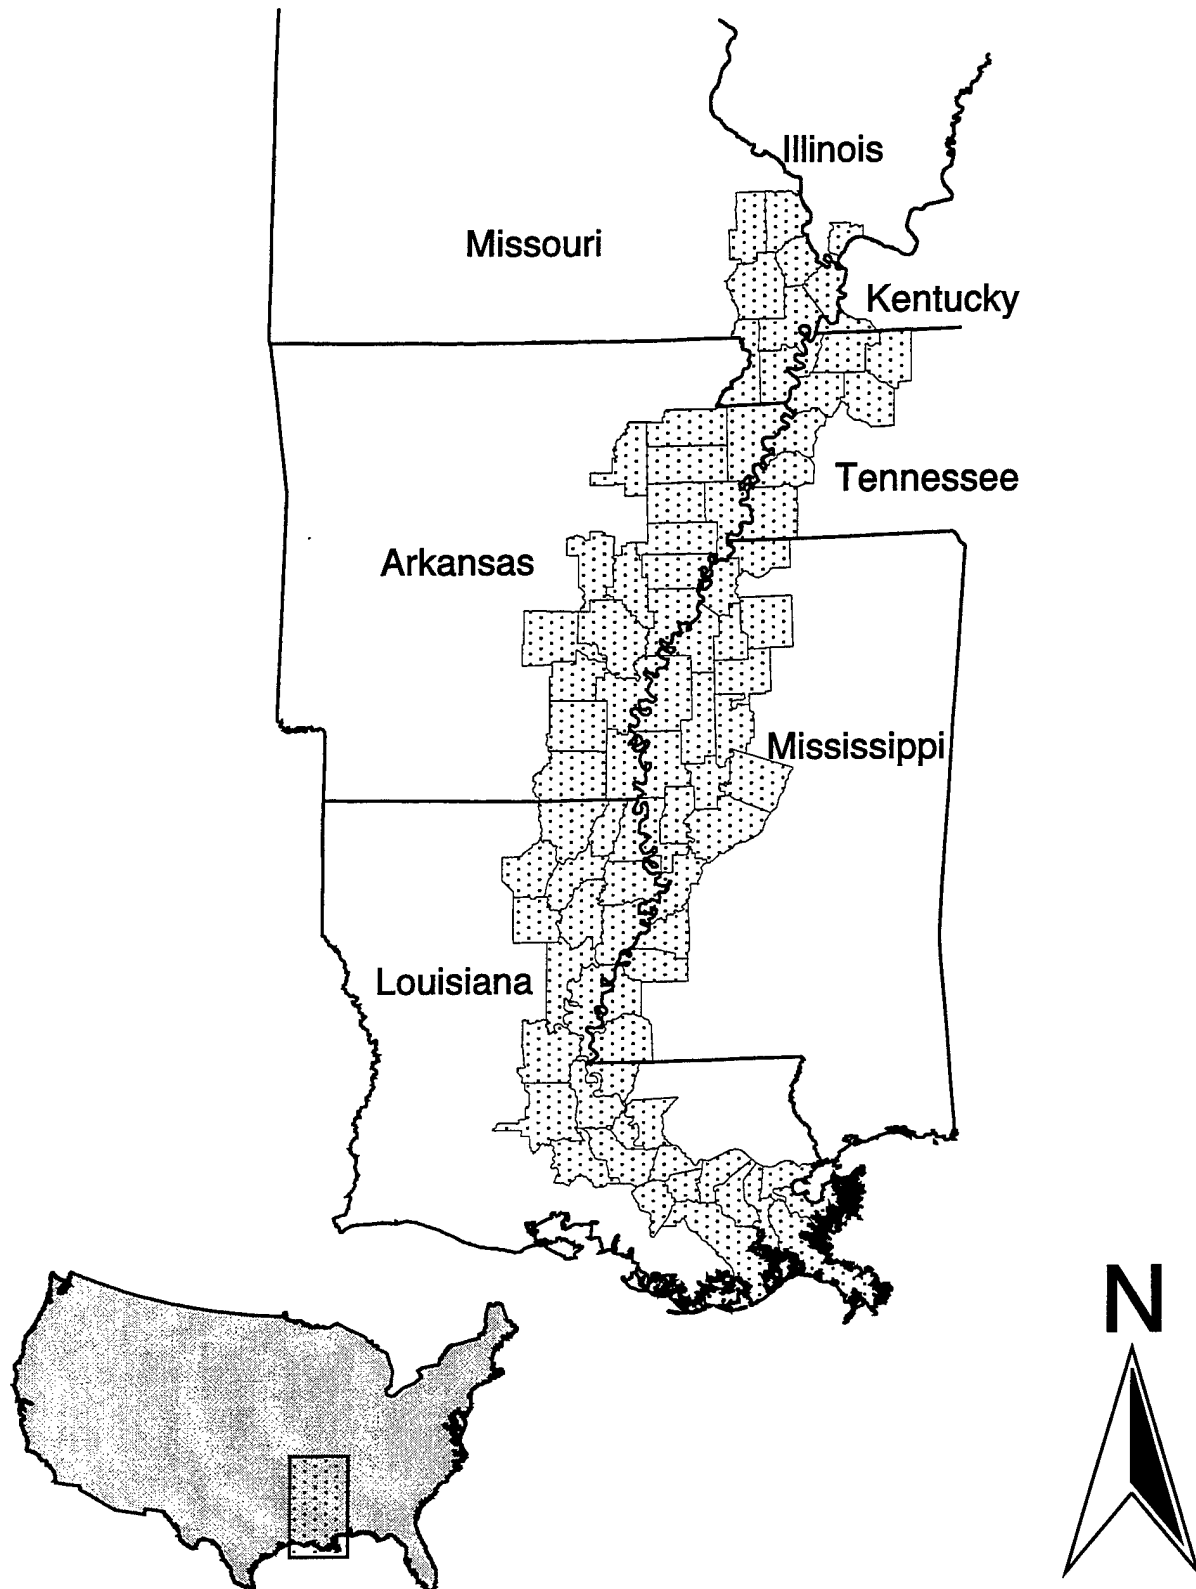 Illinois
Missouri
Kentucky
Tennessee
Arkansas
Mississippi
Louisiana
N